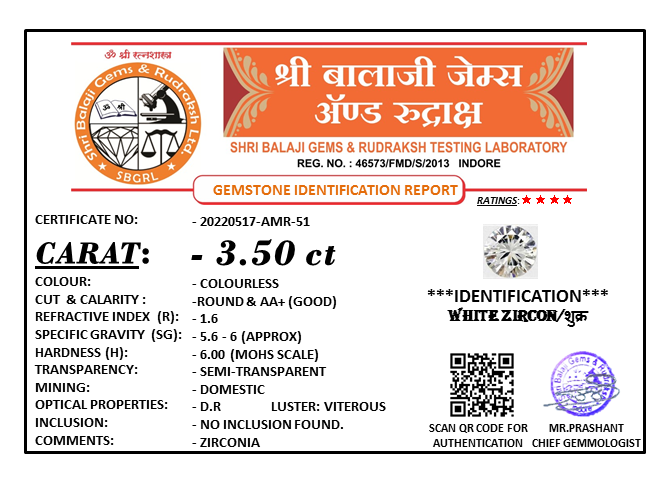 ॐ श्री रत्नशास्त्र
Shri Balaji Gems & Rudraksh Ltd.
SBGRL
श्री बालाजी जेम्स
ॲण्ड रुद्राक्ष
SHRI BALAJI GEMS & RUDRAKSH TESTING LABORATORY
REG. NO. : 46573/FMD/S/2013 INDORE
GEMSTONE IDENTIFICATION REPORT
RATINGS:
CERTIFICATE NO: - 20220517-AMR-51
CARAT: - 3.50 ct
COLOUR: - COLOURLESS
CUT & CALARITY : -ROUND & AA+ (GOOD)
REFRACTIVE INDEX (R): - 1.6
SPECIFIC GRAVITY (SG): - 5.6 - 6 (APPROX)
HARDNESS (H): - 6.00 (MOHS SCALE)
TRANSPARENCY: - SEMI-TRANSPARENT
MINING: - DOMESTIC
OPTICAL PROPERTIES: - D.R LUSTER: VITEROUS
INCLUSION: - NO INCLUSION FOUND.
COMMENTS: - ZIRCONIA
***IDENTIFICATION***
WHITE ZIRCON/शुक्र
SCAN QR CODE FOR
AUTHENTICATION
Shri Balaji Gems & Rudraksh
Indore
MR.PRASHANT
CHIEF GEMMOLOGIST